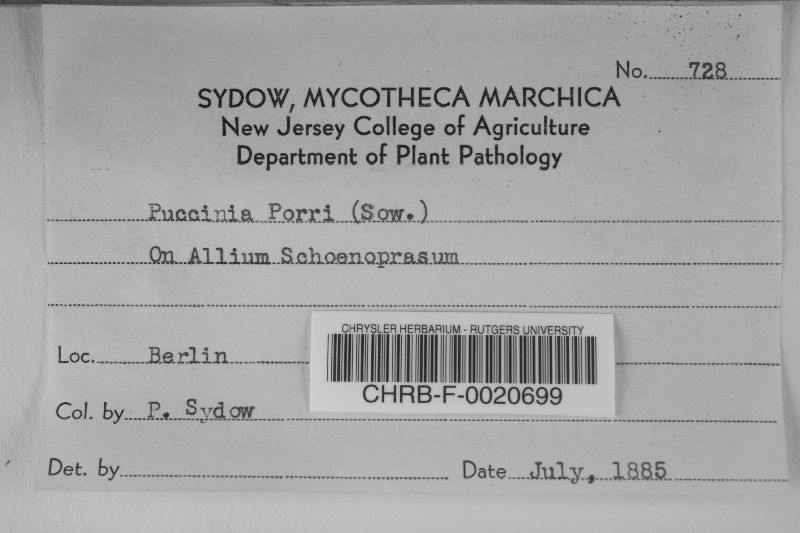 No. 728
SYDOW, MYCOTHECA MARCHICA
New Jersey College of Agriculture
Department of Plant Pathology
Puccinia Porri (Sow.)
On Allium Schoenoprasum
CHRYSLER HERBARIUM - RUTGERS UNIVERSITY
Loc. Berlin
CHRB-F-0020699
Col. by P. Sydow
Det. by Date July, 1885